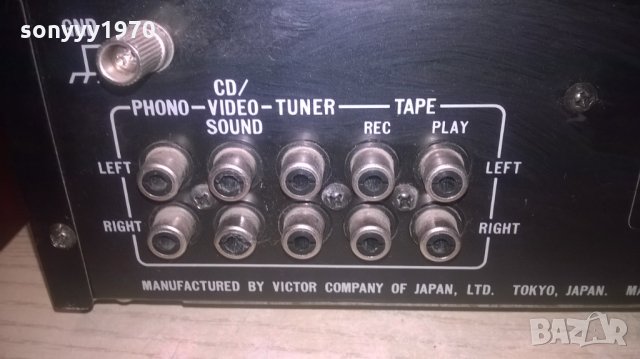 sonyyy1970
GND
CD/
PHONO VIDEO TUNER TAPE
SOUND REC PLAY
LEFT LEFT
RIGHT RIGHT
MANUFACTURED BY VICTOR COMPANY OF JAPAN, LTD. TOKYO, JAPAN.
BAZAR